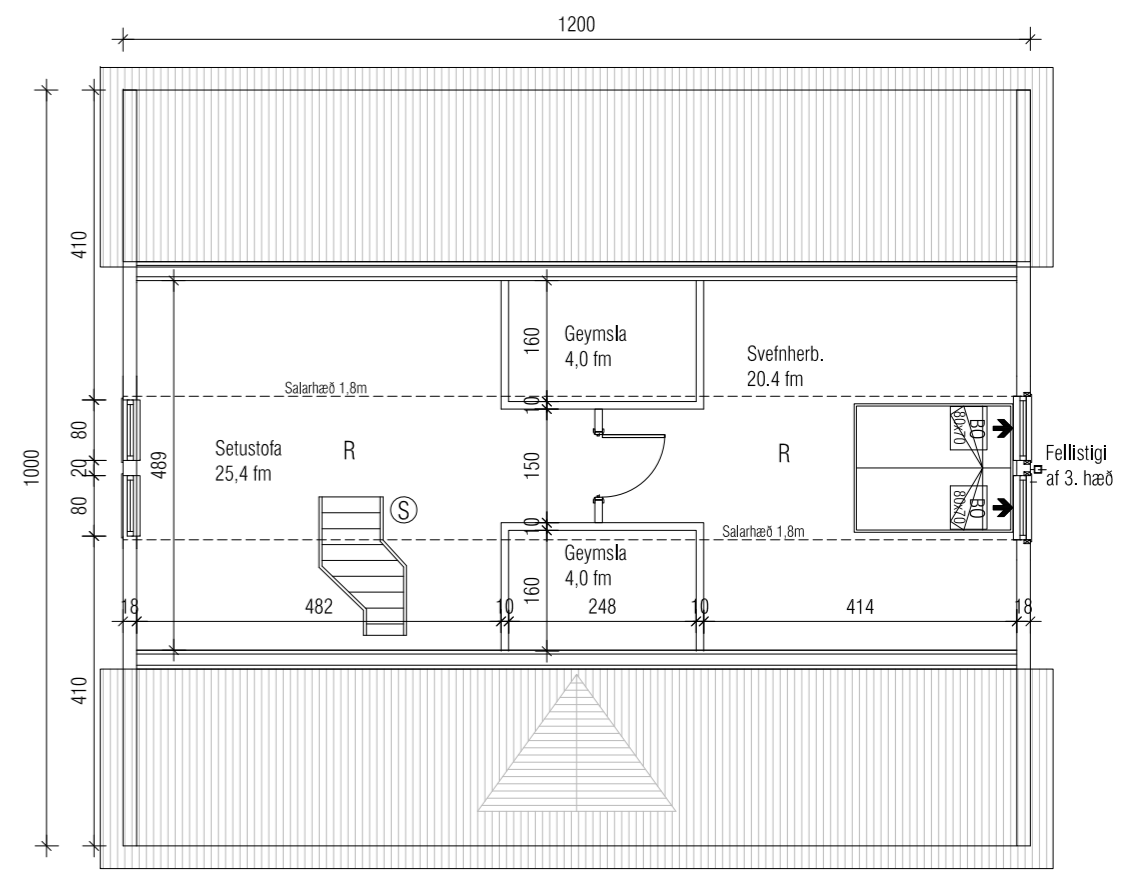 1200
410
Geymsla
4,0 fm
160
Svefnherb.
20.4 fm
Salarhæð 1,8m
10
80
BO
80x70
1000
Setustofa
25,4 fm
R
489
150
R
Fellistigi
af 3. hæð
20
80
S
BO
80x70
10
Salarhæð 1,8m
Geymsla
4,0 fm
160
18
482
10
248
10
414
18
410